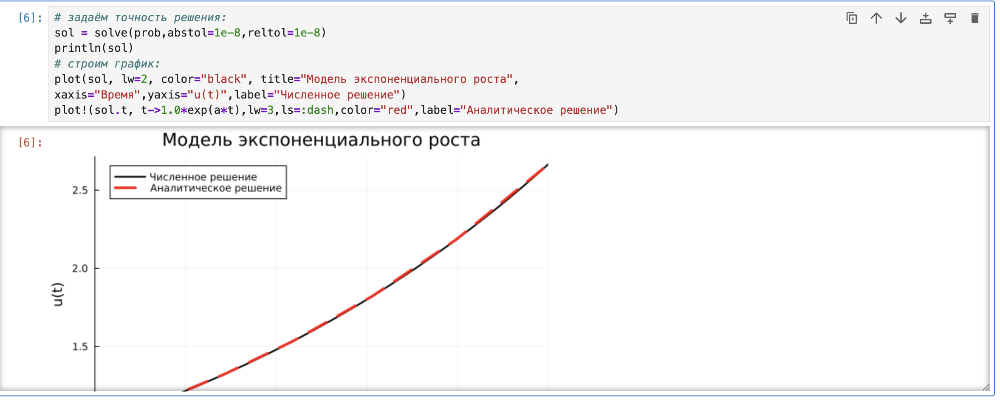 [6]:
# задаём точность решения:
sol = solve(prob,abstol=1e-8,reltol=1e-8)
println(sol)
# строим график:
plot(sol, lw=2, color="black", title="Модель экспоненциального роста",
xaxis="Время",yaxis="u(t)",label="Численное решение")
plot!(sol.t, t->1.0*exp(a*t),lw=3,ls=:dash,color="red",label="Аналитическое решение")
[6]:
Модель экспоненциального роста
Численное решение
Аналитическое решение
2.5
2.0
1.5
u(t)